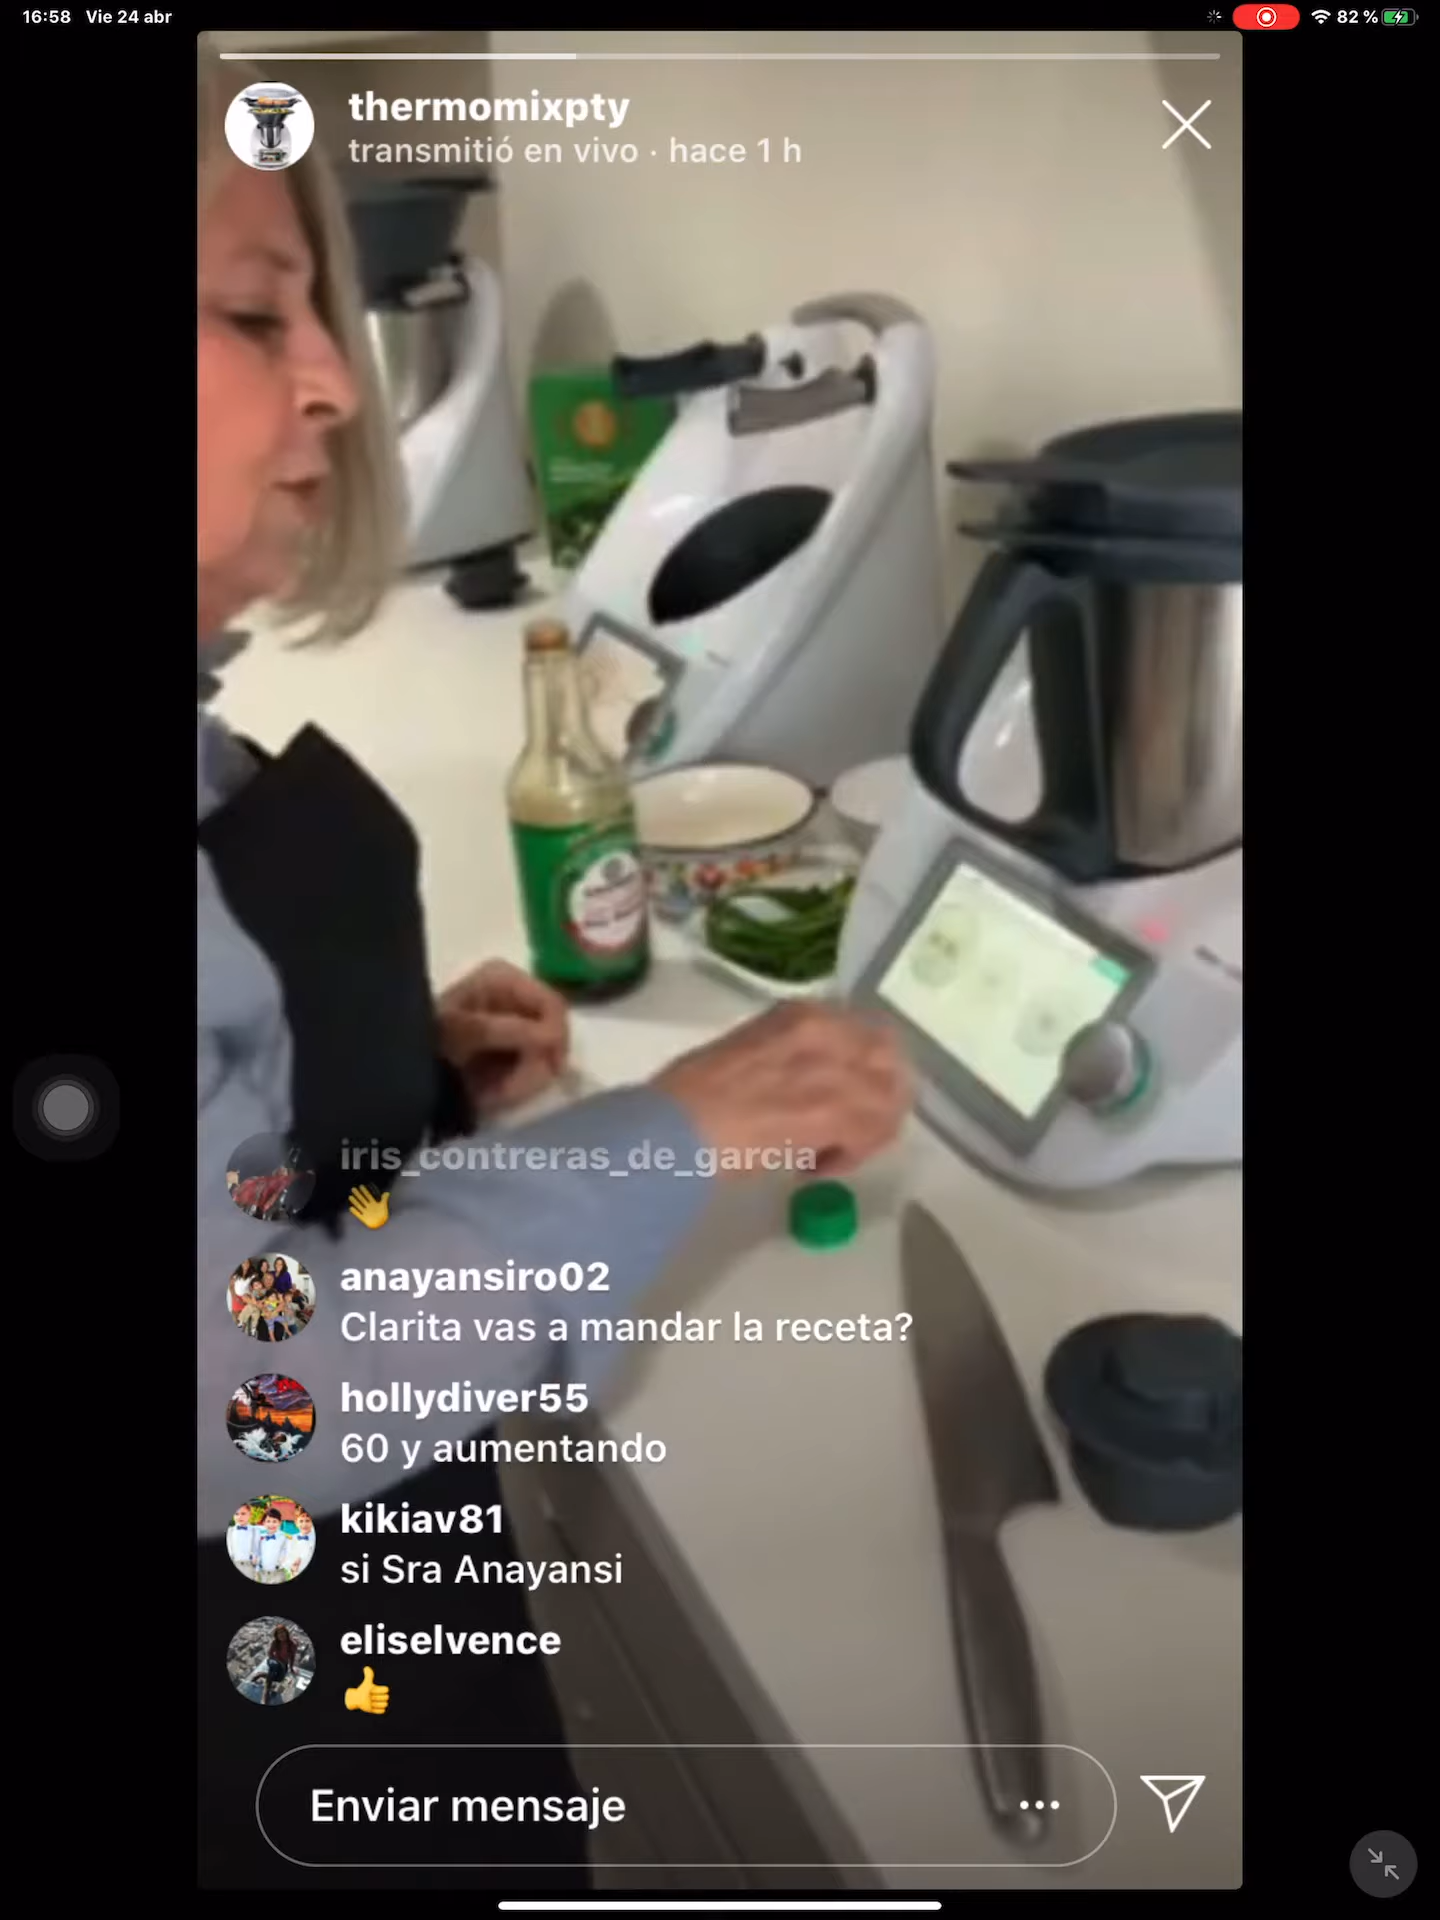 16:58 Vie 24 abr
82 %
thermomixpty
transmitió en vivo · hace 1 h
iris_contreras_de_garcia
👋
anayansiro02
Clarita vas a mandar la receta?
hollydiver55
60 y aumentando
kikiav81
si Sra Anayansi
eliselvence
👍
Enviar mensaje